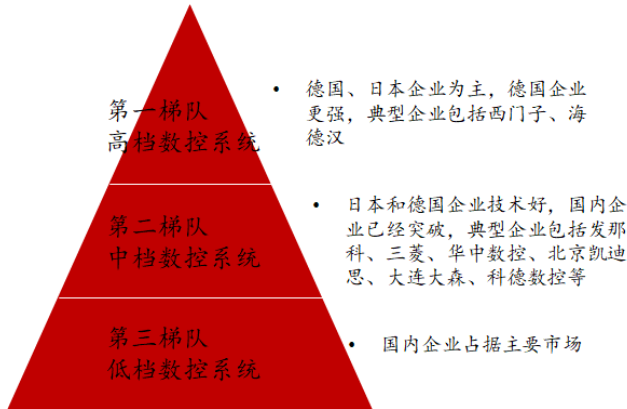 第一梯队
高档数控系统
• 德国、日本企业为主，德国企业
更强，典型企业包括西门子、海
德汉
第二梯队
中档数控系统
• 日本和德国企业技术好，国内企
业已经突破，典型企业包括发那
科、三菱、华中数控、北京凯迪
思、大连大森、科德数控等
第三梯队
低档数控系统
• 国内企业占据主要市场